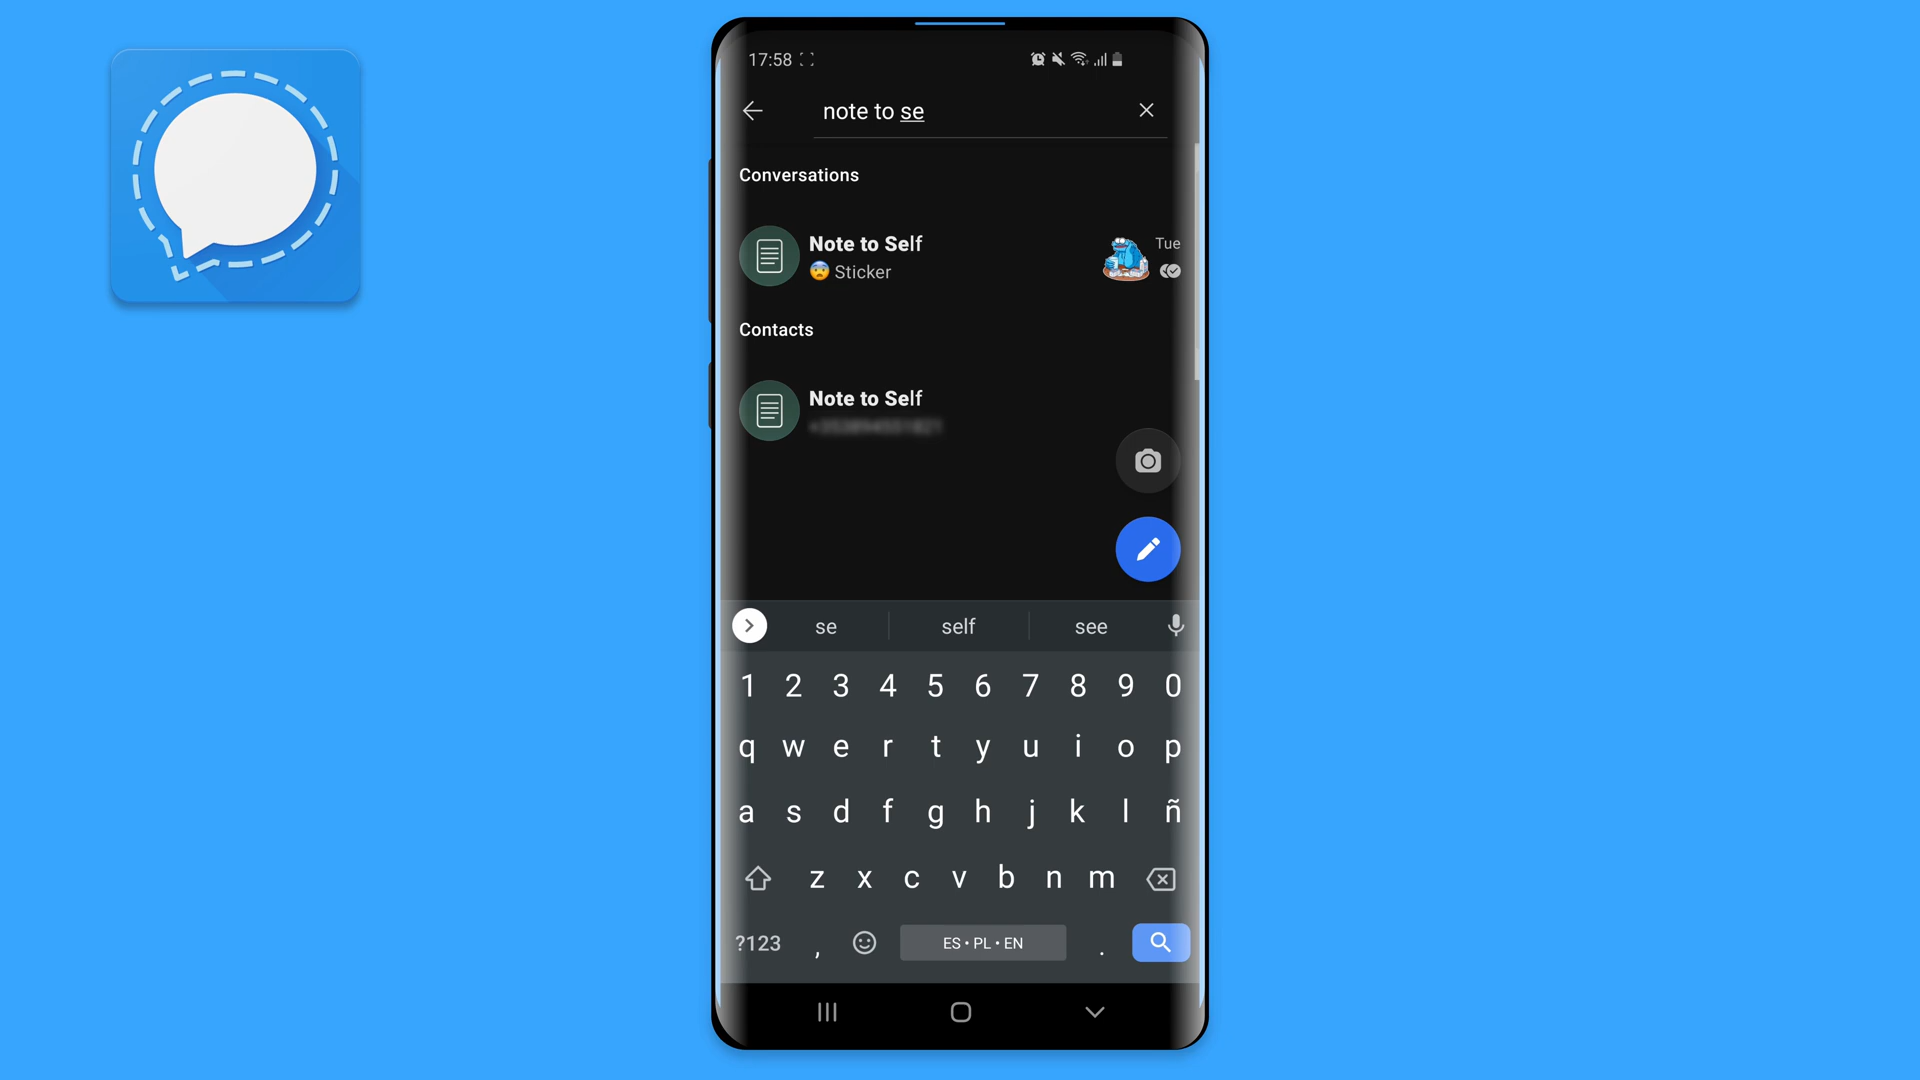 17:58
note to se
Conversations
Note to Self
Tue
😨 Sticker
Contacts
Note to Self
se self see
1 2 3 4 5 6 7 8 9 0
q w e r t y u i o p
a s d f g h j k l ñ
z x c v b n m
?123 , ES • PL • EN .